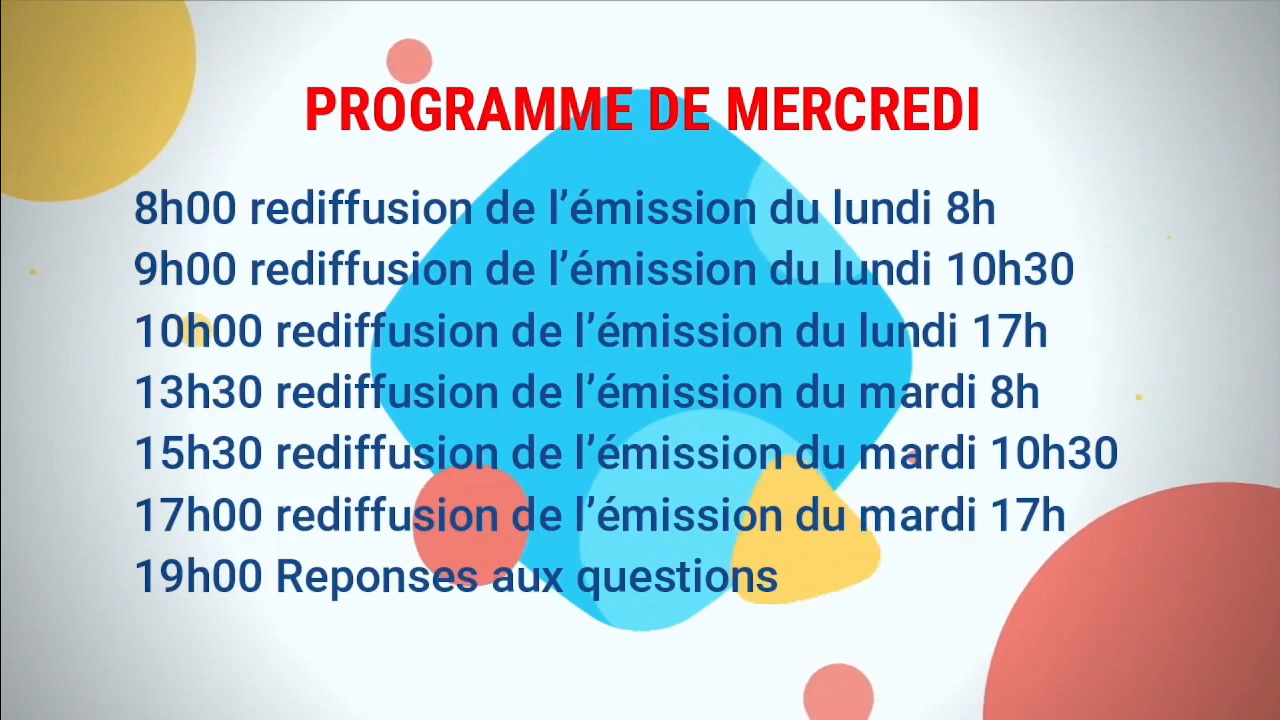 PROGRAMME DE MERCREDI
8h00 rediffusion de l’émission du lundi 8h
9h00 rediffusion de l’émission du lundi 10h30
10h00 rediffusion de l’émission du lundi 17h
13h30 rediffusion de l’émission du mardi 8h
15h30 rediffusion de l’émission du mardi 10h30
17h00 rediffusion de l’émission du mardi 17h
19h00 Reponses aux questions